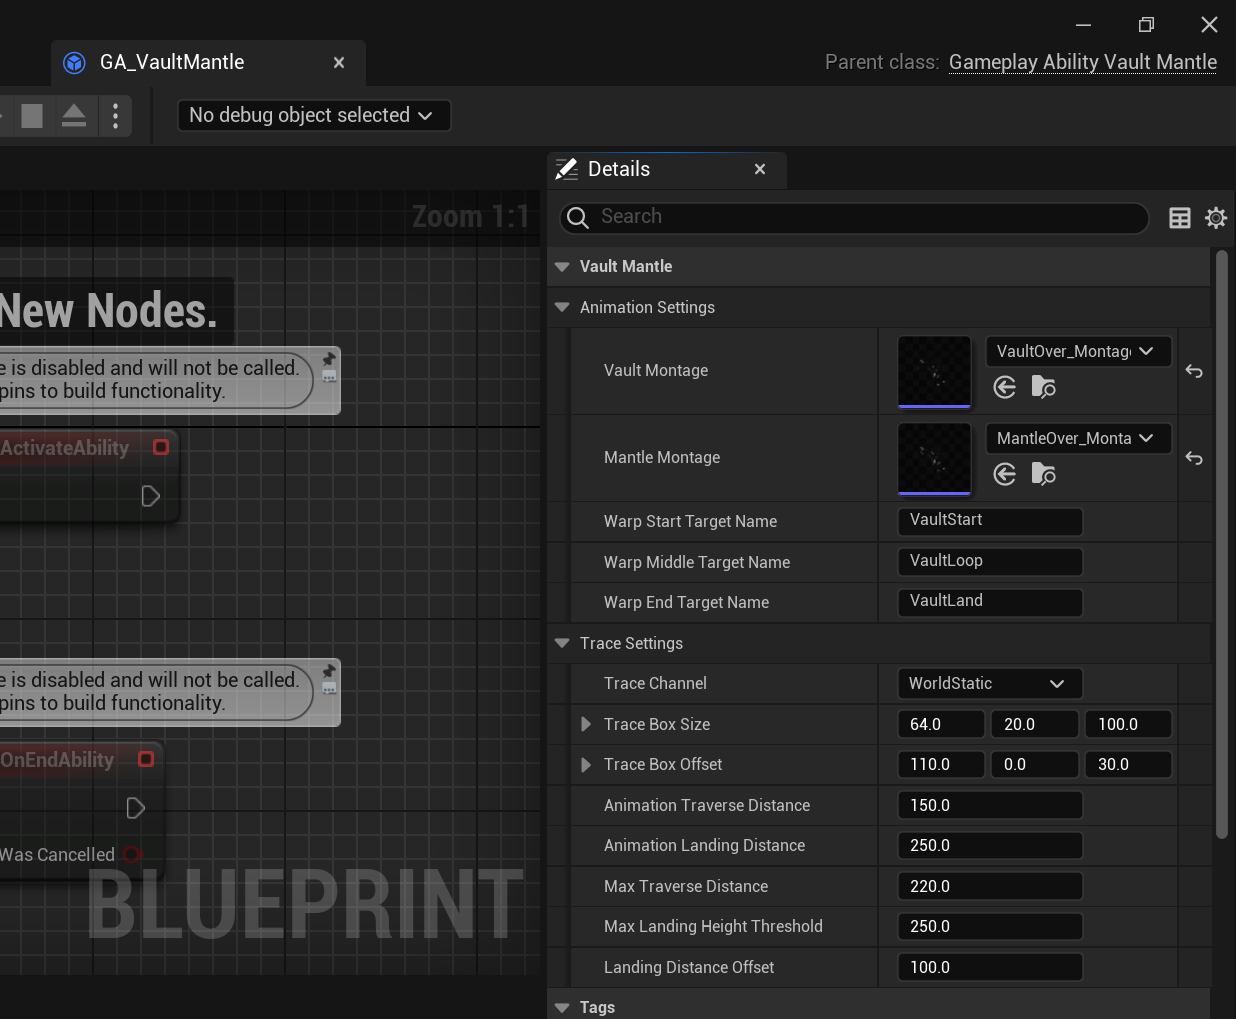 GA_VaultMantle
Parent class: Gameplay Ability Vault Mantle
No debug object selected
Details
Search
Zoom 1:1
New Nodes.
e is disabled and will not be called.
pins to build functionality.
ActivateAbility
e is disabled and will not be called.
pins to build functionality.
OnEndAbility
Was Cancelled
BLUEPRINT
Vault Mantle
Animation Settings
Vault Montage
VaultOver_Montag
Mantle Montage
MantleOver_Monta
Warp Start Target Name VaultStart
Warp Middle Target Name VaultLoop
Warp End Target Name VaultLand
Trace Settings
Trace Channel WorldStatic
Trace Box Size 64.0 20.0 100.0
Trace Box Offset 110.0 0.0 30.0
Animation Traverse Distance 150.0
Animation Landing Distance 250.0
Max Traverse Distance 220.0
Max Landing Height Threshold 250.0
Landing Distance Offset 100.0
Tags